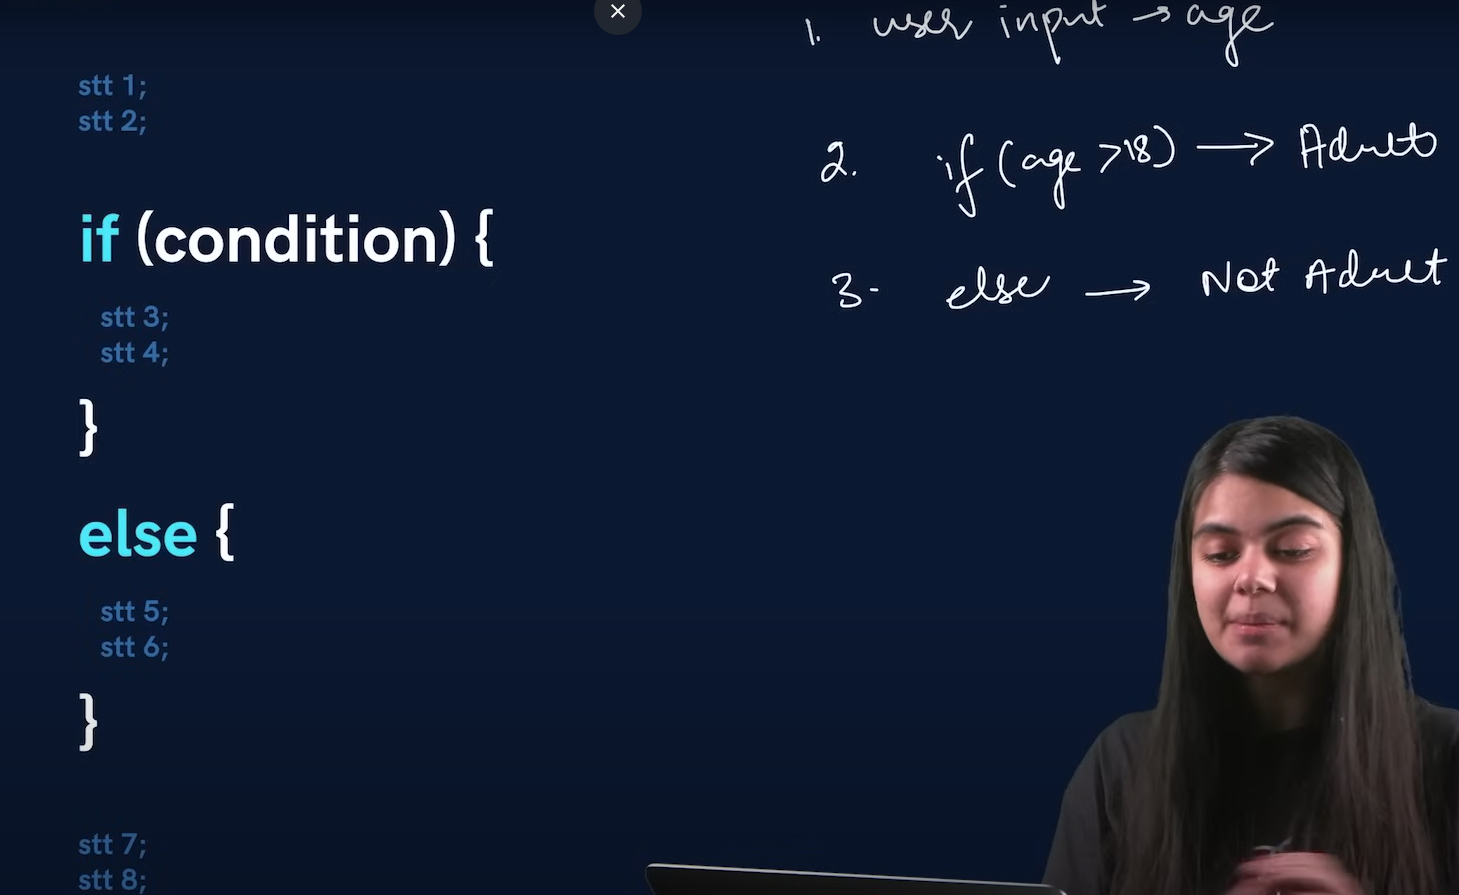 stt 1;
stt 2;
if (condition) {
stt 3;
stt 4;
}
else {
stt 5;
stt 6;
}
stt 7;
stt 8;
1. user input → age
2. if (age >18) → Adult
3- else → Not Adult